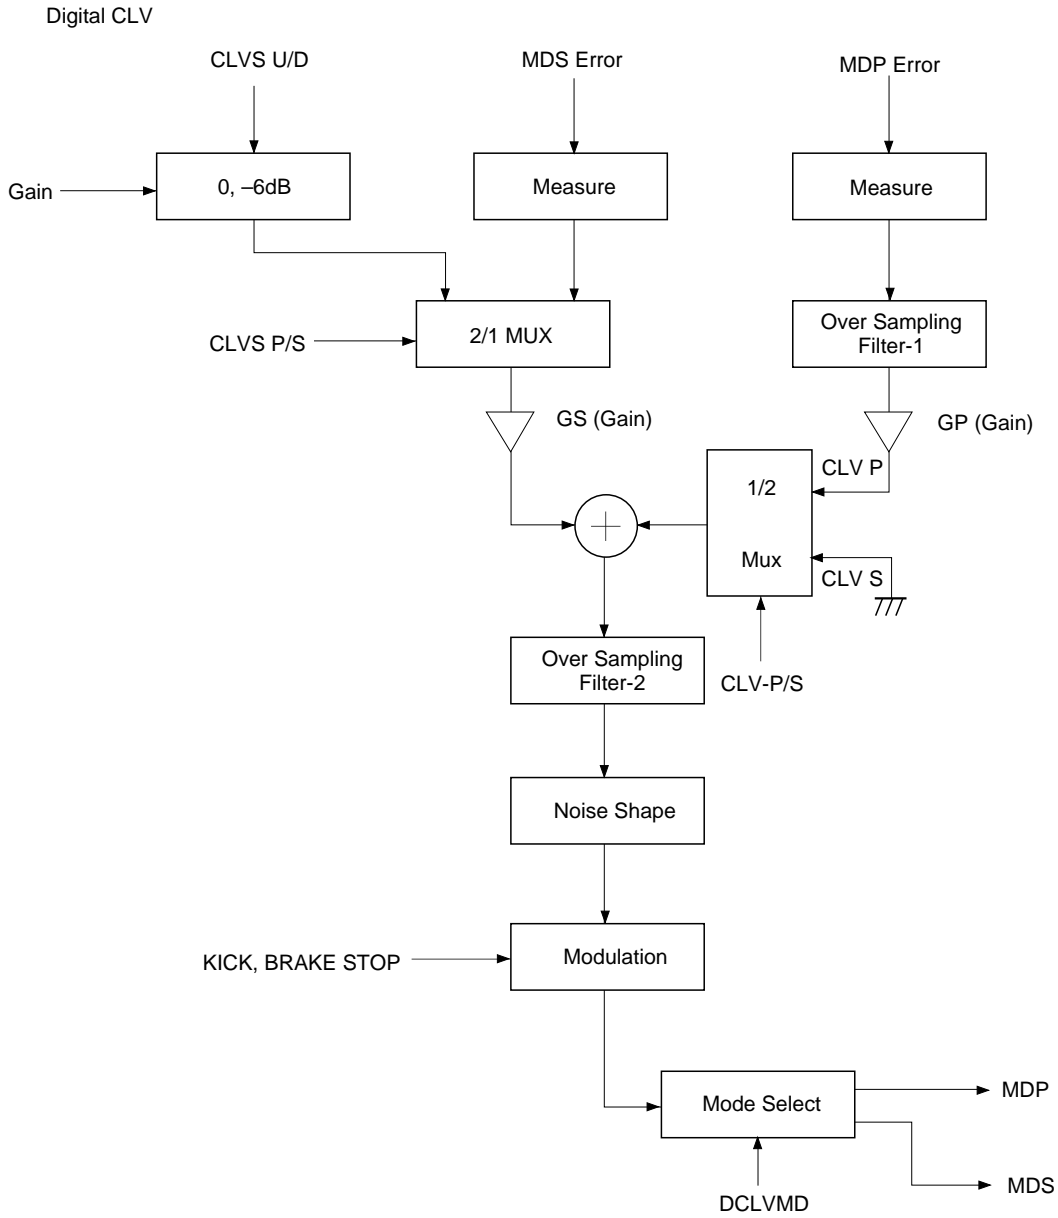 Digital CLV
CLVS U/D
MDS Error
MDP Error
Gain
0, –6dB
Measure
Measure
CLVS P/S
2/1 MUX
Over Sampling
Filter-1
GS (Gain)
GP (Gain)
CLV P
1/2
Mux
CLV S
Over Sampling
Filter-2
CLV-P/S
Noise Shape
KICK, BRAKE STOP
Modulation
Mode Select
MDP
MDS
DCLVMD